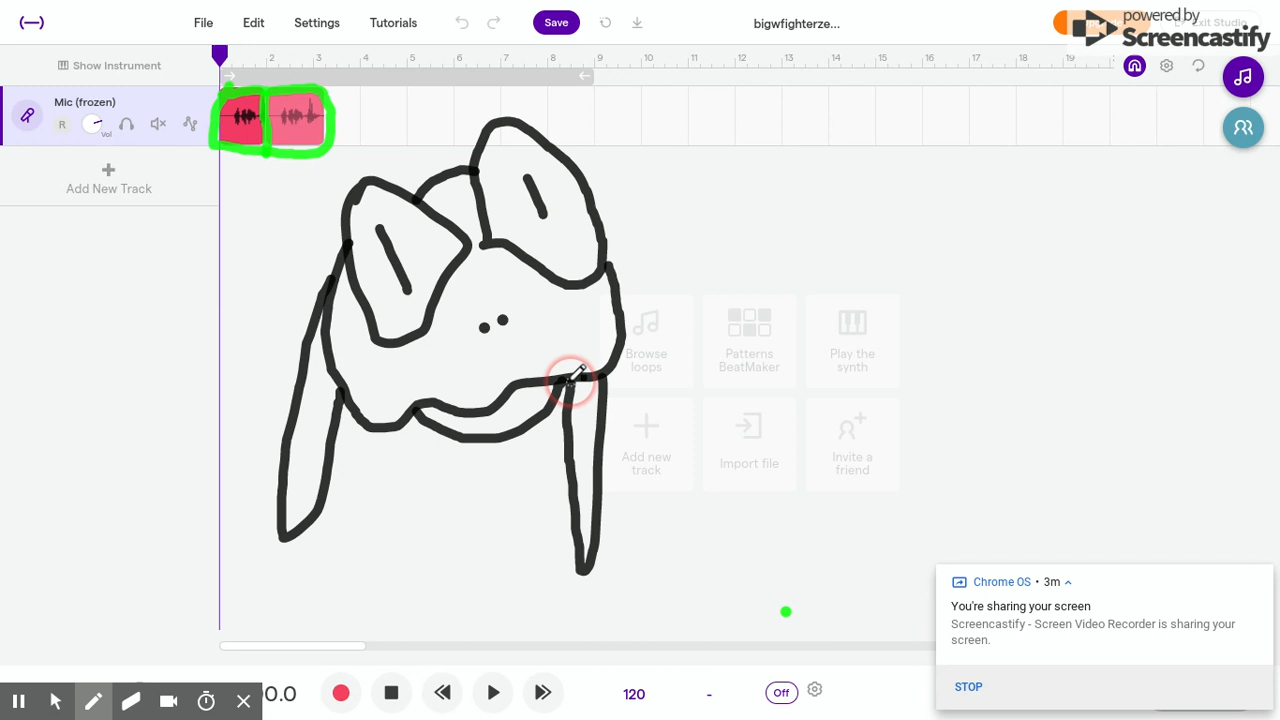 File Edit Settings Tutorials Save bigwfighterze...
powered by
Screencastify
Exit Studio
Show Instrument
2 3 4 5 6 7 8 9 10 11 12 13 14 15 16 17 18 19
Mic (frozen)
R
Vol
Add New Track
Browse
loops
Patterns
BeatMaker
Play the
synth
Add new
track
Import file
Invite a
friend
Chrome OS • 3m
You're sharing your screen
Screencastify - Screen Video Recorder is sharing your
screen.
STOP
0.0 120 - Off